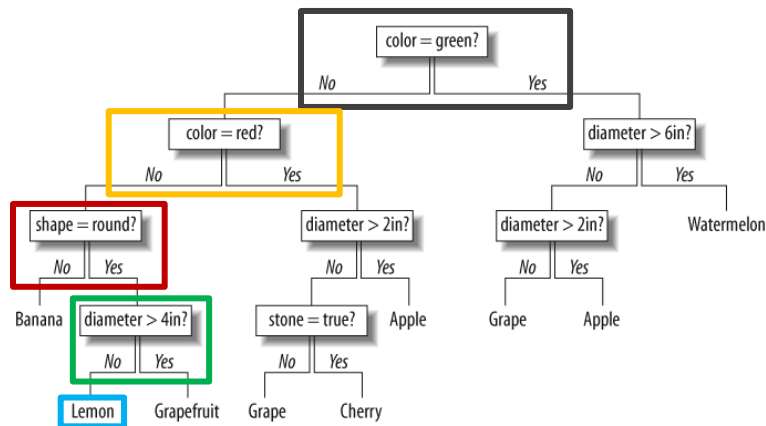 color = green?
No Yes
color = red? diameter > 6in?
No Yes No Yes
shape = round? diameter > 2in? diameter > 2in? Watermelon
No Yes No Yes No Yes
Banana diameter > 4in? stone = true? Apple Grape Apple
No Yes No Yes
Lemon Grapefruit Grape Cherry